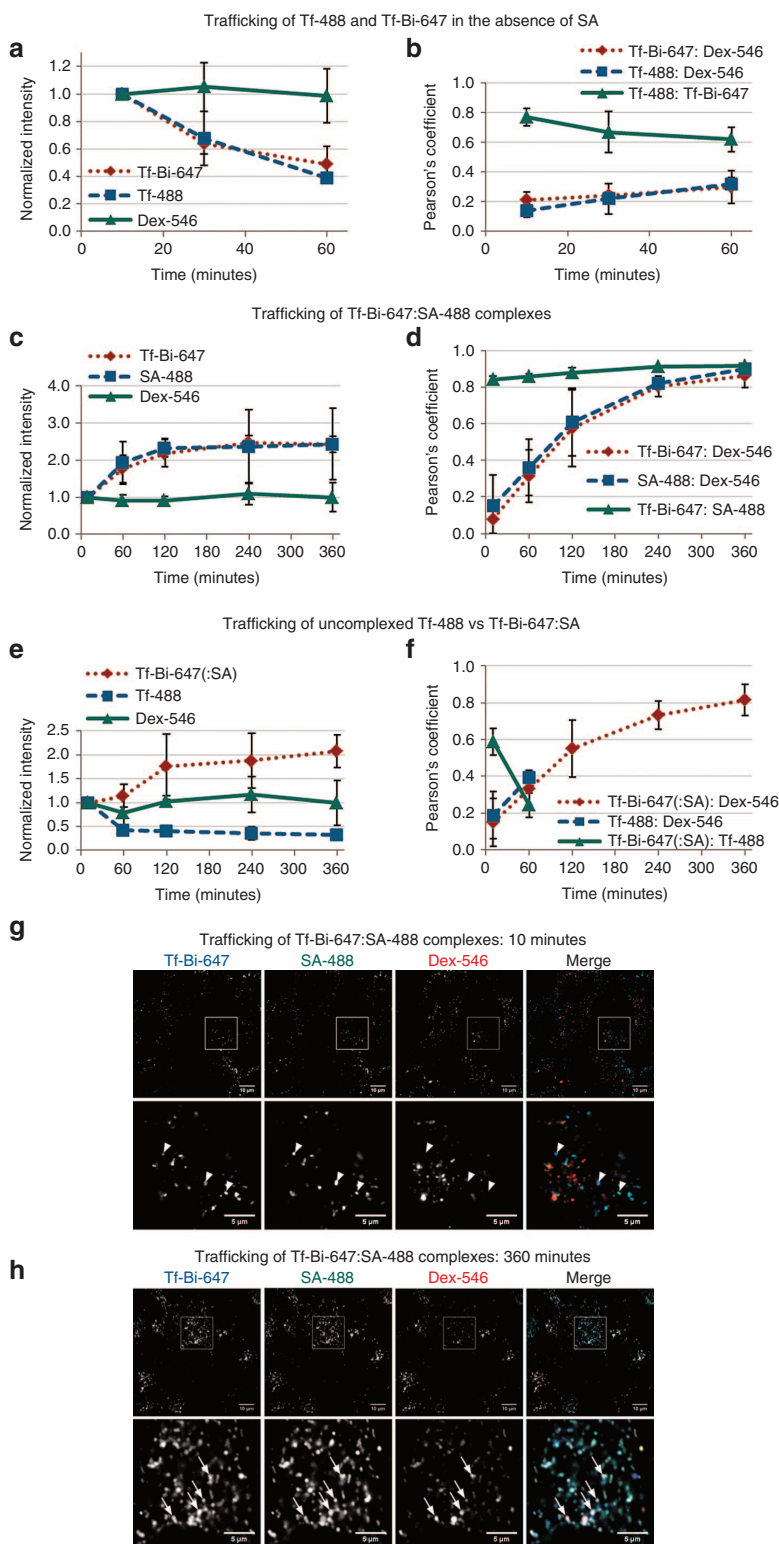 Trafficking of Tf-488 and Tf-Bi-647 in the absence of SA
a
1.2
1.0
0.8
0.6
0.4
0.2
0.0
Normalized intensity
Tf-Bi-647
Tf-488
Dex-546
0 20 40 60
Time (minutes)
b
Tf-Bi-647: Dex-546
Tf-488: Dex-546
Tf-488: Tf-Bi-647
1.0
0.8
0.6
0.4
0.2
0.0
Pearson's coefficient
0 20 40 60
Time (minutes)
Trafficking of Tf-Bi-647:SA-488 complexes
c
Tf-Bi-647
SA-488
Dex-546
4.0
3.0
2.0
1.0
0.0
Normalized intensity
0 60 120 180 240 300 360
Time (minutes)
d
1.0
0.8
0.6
0.4
0.2
0.0
Pearson's coefficient
Tf-Bi-647: Dex-546
SA-488: Dex-546
Tf-Bi-647: SA-488
0 60 120 180 240 300 360
Time (minutes)
Trafficking of uncomplexed Tf-488 vs Tf-Bi-647:SA
e
Tf-Bi-647(:SA)
Tf-488
Dex-546
2.5
2.0
1.5
1.0
0.5
0.0
Normalized intensity
0 60 120 180 240 300 360
Time (minutes)
f
1.0
0.8
0.6
0.4
0.2
0.0
Pearson's coefficient
Tf-Bi-647(:SA): Dex-546
Tf-488: Dex-546
Tf-Bi-647(:SA): Tf-488
0 60 120 180 240 300 360
Time (minutes)
g
Trafficking of Tf-Bi-647:SA-488 complexes: 10 minutes
Tf-Bi-647 SA-488 Dex-546 Merge
10 µm 10 µm 10 µm 10 µm
5 µm 5 µm 5 µm 5 µm
h
Trafficking of Tf-Bi-647:SA-488 complexes: 360 minutes
Tf-Bi-647 SA-488 Dex-546 Merge
10 µm 10 µm 10 µm 10 µm
5 µm 5 µm 5 µm 5 µm